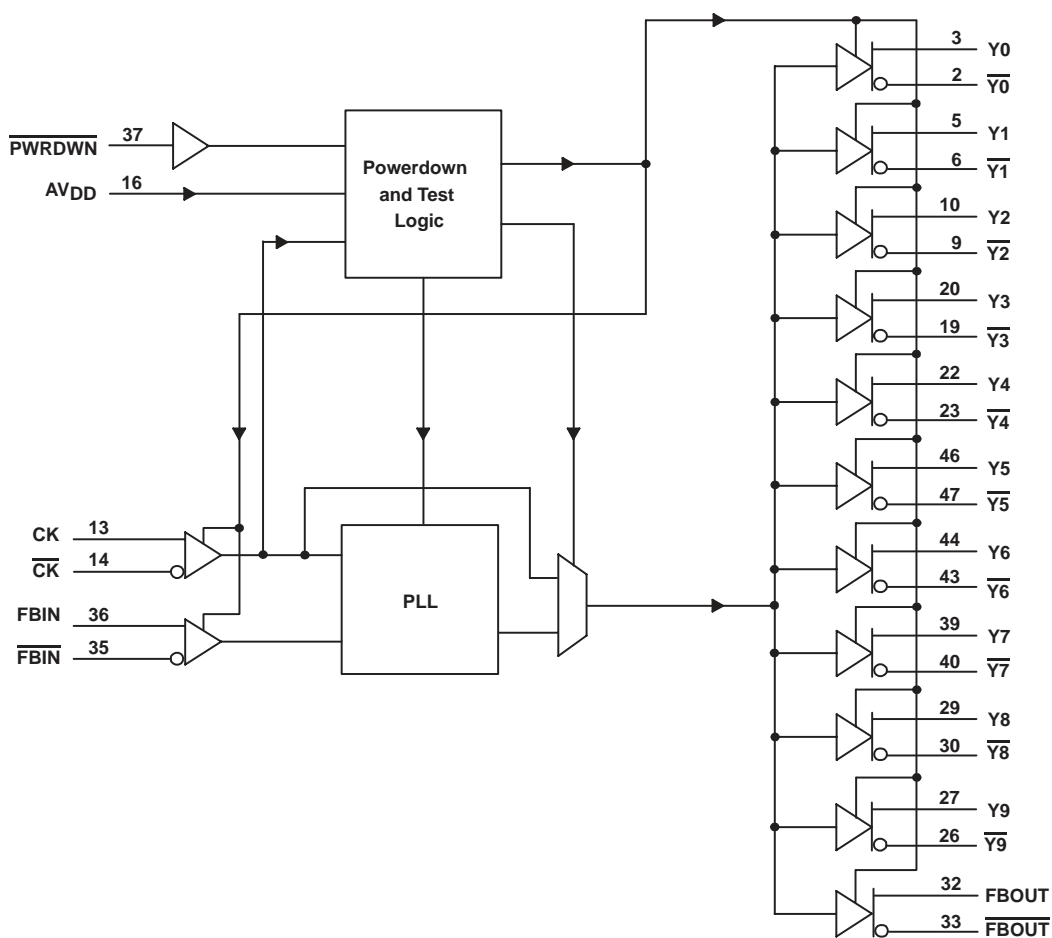 3 Y0
2 Y0
37
PWRDWN
16
AVDD
Powerdown
and Test
Logic
5 Y1
6 Y1
10 Y2
9 Y2
20 Y3
19 Y3
22 Y4
23 Y4
46 Y5
47 Y5
CK 13
CK 14
FBIN 36
FBIN 35
PLL
44 Y6
43 Y6
39 Y7
40 Y7
29 Y8
30 Y8
27 Y9
26 Y9
32 FBOUT
33 FBOUT